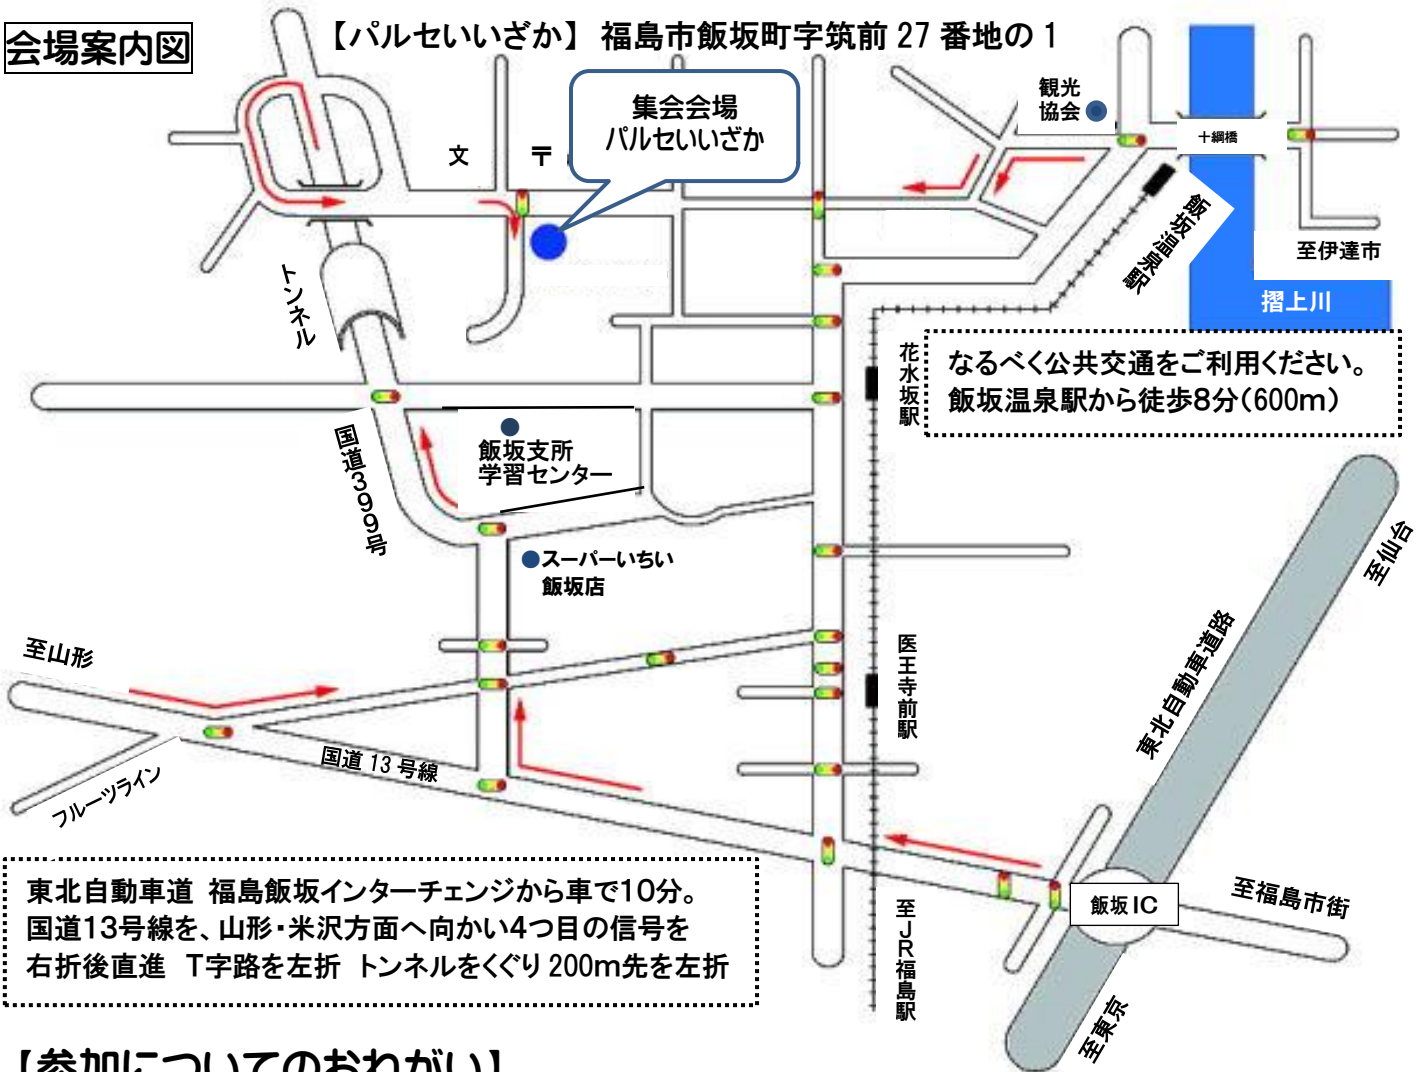 会場案内図
【パルセいいざか】 福島市飯坂町字筑前 27 番地の 1
集会会場
パルセいいざか
観光
協会
十綱橋
文
〒
飯坂温泉駅
至伊達市
摺上川
トンネル
花水坂駅
なるべく公共交通をご利用ください。
飯坂温泉駅から徒歩8分(600m)
国道399号
飯坂支所
学習センター
スーパーいちい
飯坂店
至仙台
東北自動車道路
至山形
医王寺前駅
国道 13 号線
フルーツライン
東北自動車道 福島飯坂インターチェンジから車で10分。
国道13号線を、山形・米沢方面へ向かい4つ目の信号を
右折後直進 T字路を左折 トンネルをくぐり 200m先を左折
至JR福島駅
飯坂 IC
至福島市街
至東京
【参加についてのおねがい】